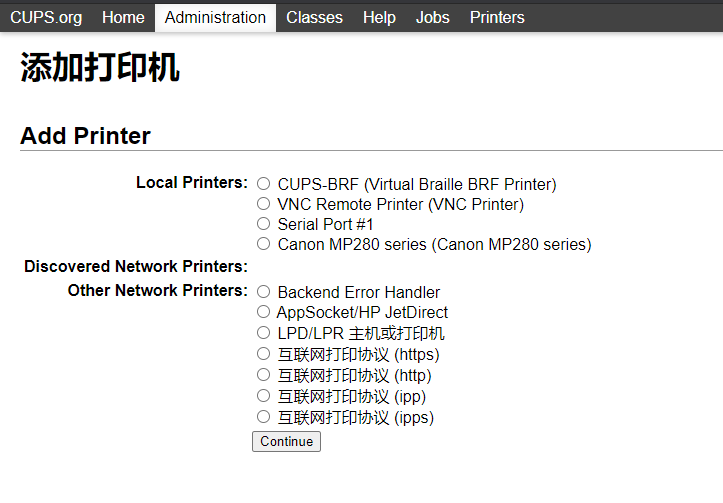 CUPS.org Home Administration Classes Help Jobs Printers
添加打印机
Add Printer
Local Printers: CUPS-BRF (Virtual Braille BRF Printer)
VNC Remote Printer (VNC Printer)
Serial Port #1
Canon MP280 series (Canon MP280 series)
Discovered Network Printers:
Other Network Printers: Backend Error Handler
AppSocket/HP JetDirect
LPD/LPR 主机或打印机
互联网打印协议 (https)
互联网打印协议 (http)
互联网打印协议 (ipp)
互联网打印协议 (ipps)
Continue